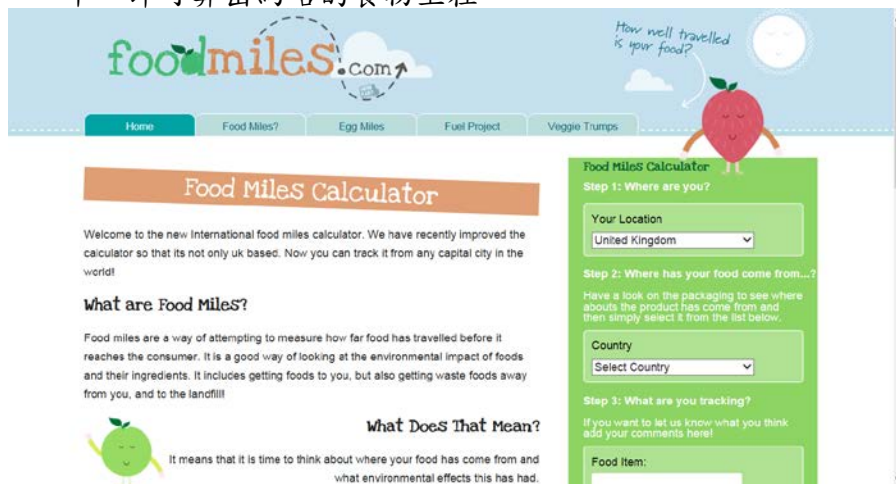 foodmiles.com
How well travelled
is your food?
Home
Food Miles?
Egg Miles
Fuel Project
Veggie Trumps
Food Miles Calculator
Welcome to the new International food miles calculator. We have recently improved the
calculator so that its not only uk based. Now you can track it from any capital city in the
world!
What are Food Miles?
Food miles are a way of attempting to measure how far food has travelled before it
reaches the consumer. It is a good way of looking at the environmental impact of foods
and their ingredients. It includes getting foods to you, but also getting waste foods away
from you, and to the landfill!
What Does That Mean?
It means that it is time to think about where your food has come from and
what environmental effects this has had.
Food Miles Calculator
Step 1: Where are you?
Your Location
United Kingdom
Step 2: Where has your food come from...?
Have a look on the packaging to see where
abouts the product has come from and
then simply select it from the list below.
Country
Select Country
Step 3: What are you tracking?
If you want to let us know what you think
add your comments here!
Food Item: